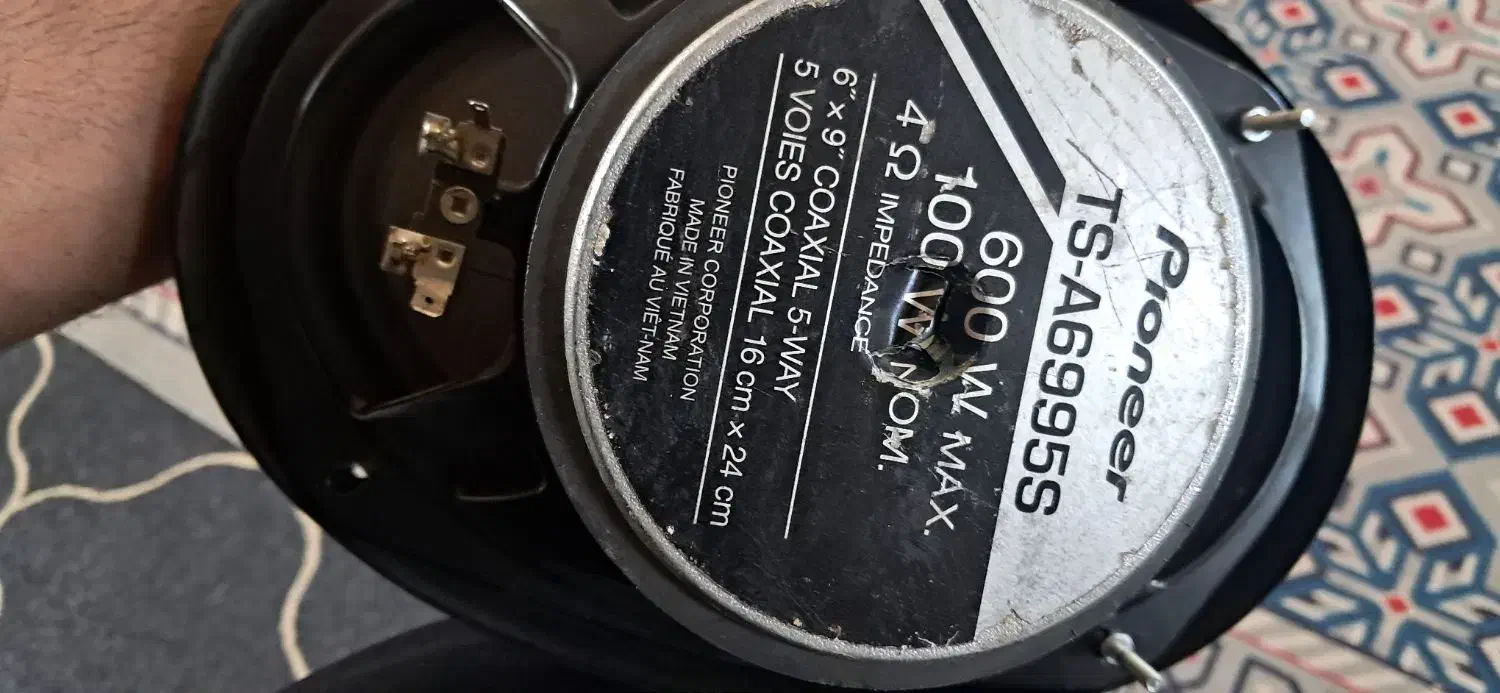 Pioneer
TS-A6995S
600 W MAX.
100 W NOM.
4 Ω IMPEDANCE
6" x 9" COAXIAL 5-WAY
5 VOIES COAXIAL 16 cm x 24 cm
PIONEER CORPORATION
MADE IN VIETNAM
FABRIQUÉ AU VIÊT-NAM